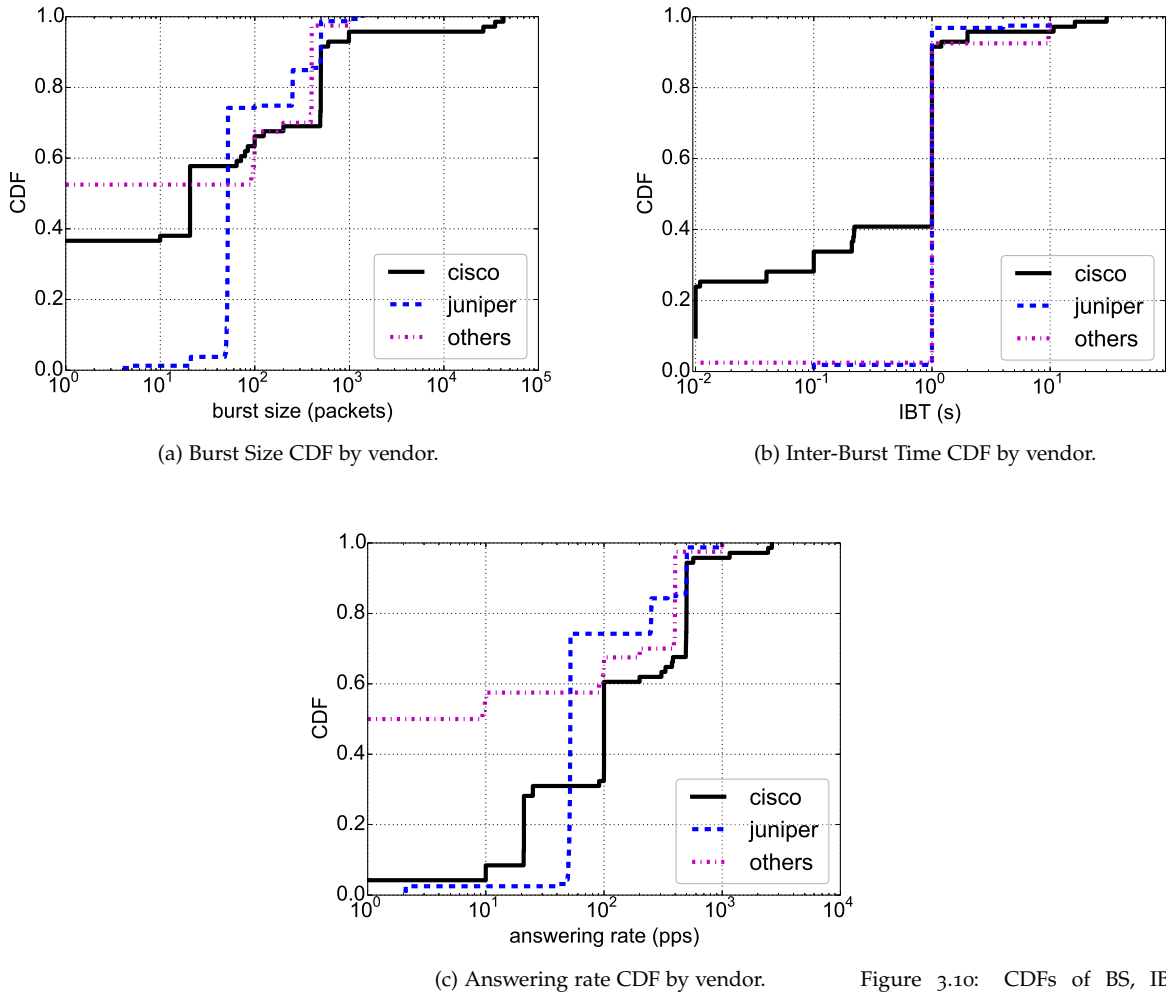 1.0
0.8
0.6
0.4
0.2
0.0
CDF
10^0 10^1 10^2 10^3 10^4 10^5
burst size (packets)
cisco
juniper
others
(a) Burst Size CDF by vendor.
1.0
0.8
0.6
0.4
0.2
0.0
CDF
10^-2 10^-1 10^0 10^1
IBT (s)
cisco
juniper
others
(b) Inter-Burst Time CDF by vendor.
1.0
0.8
0.6
0.4
0.2
0.0
CDF
10^0 10^1 10^2 10^3 10^4
answering rate (pps)
cisco
juniper
others
(c) Answering rate CDF by vendor.
Figure 3.10: CDFs of BS,